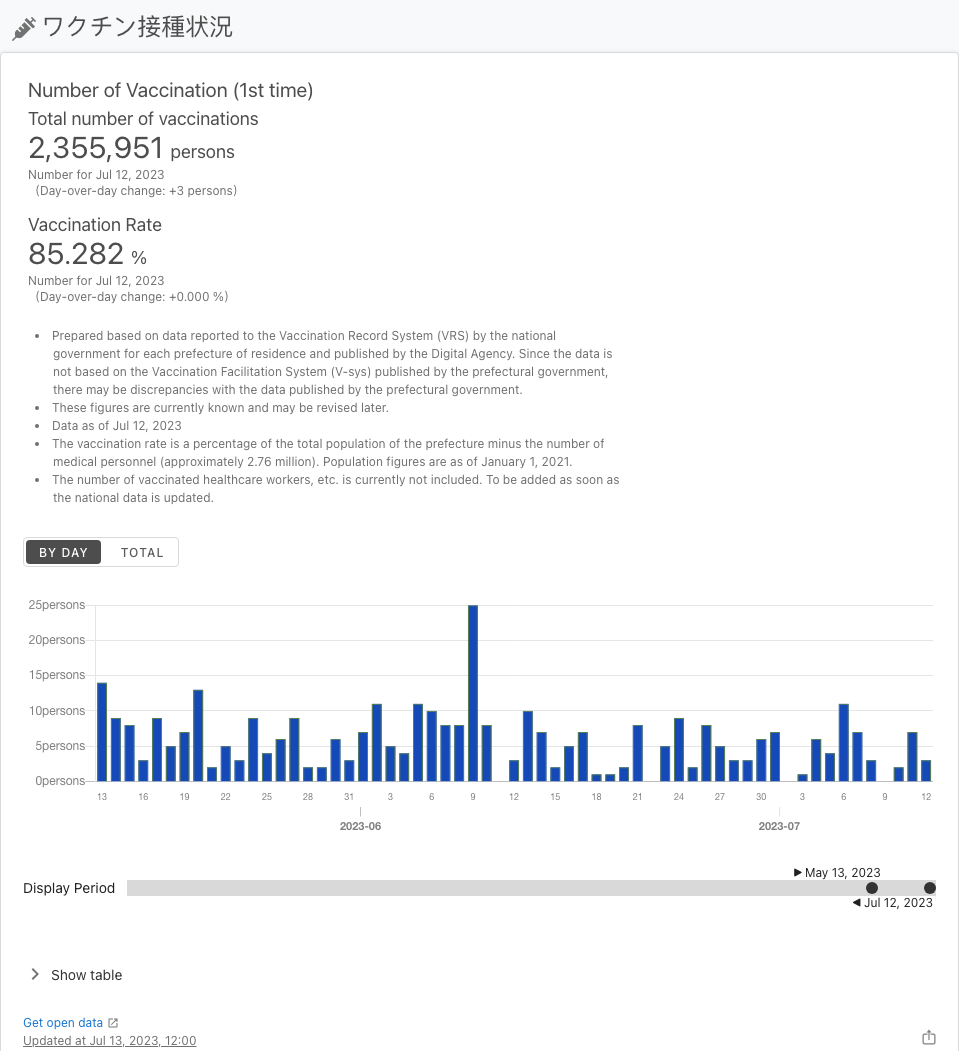 ワクチン接種状況
Number of Vaccination (1st time)
Total number of vaccinations
2,355,951 persons
Number for Jul 12, 2023
(Day-over-day change: +3 persons)
Vaccination Rate
85.282 %
Number for Jul 12, 2023
(Day-over-day change: +0.000 %)
• Prepared based on data reported to the Vaccination Record System (VRS) by the national
government for each prefecture of residence and published by the Digital Agency. Since the data is
not based on the Vaccination Facilitation System (V-sys) published by the prefectural government,
there may be discrepancies with the data published by the prefectural government.
• These figures are currently known and may be revised later.
• Data as of Jul 12, 2023
• The vaccination rate is a percentage of the total population of the prefecture minus the number of
medical personnel (approximately 2.76 million). Population figures are as of January 1, 2021.
• The number of vaccinated healthcare workers, etc. is currently not included. To be added as soon as
the national data is updated.
BY DAY TOTAL
25persons
20persons
15persons
10persons
5persons
0persons
13 16 19 22 25 28 31 3 6 9 12 15 18 21 24 27 30 3 6 9 12
2023-06 2023-07
▶ May 13, 2023
Display Period
◀ Jul 12, 2023
Show table
Get open data
Updated at Jul 13, 2023, 12:00